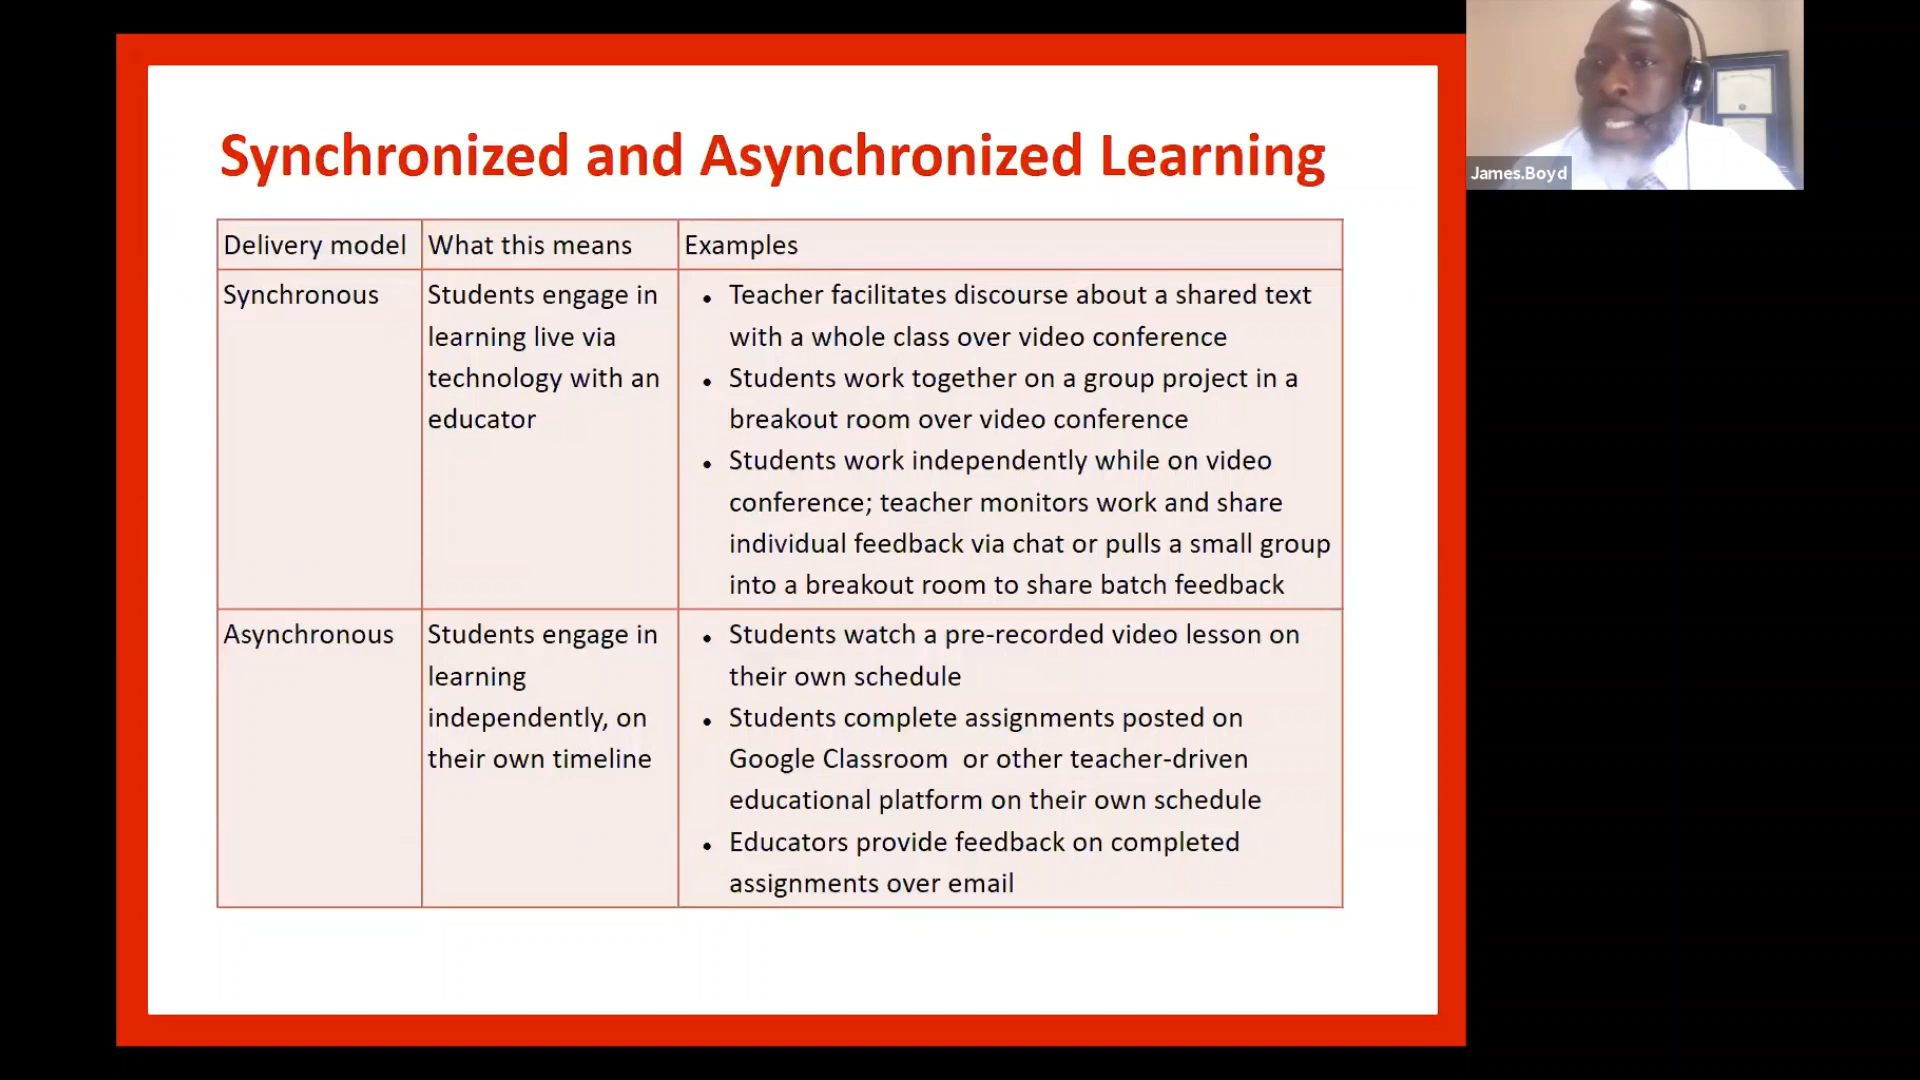 Synchronized and Asynchronized Learning
James.Boyd
Delivery model
What this means
Examples
Synchronous
Students engage in
learning live via
technology with an
educator
• Teacher facilitates discourse about a shared text
with a whole class over video conference
• Students work together on a group project in a
breakout room over video conference
• Students work independently while on video
conference; teacher monitors work and share
individual feedback via chat or pulls a small group
into a breakout room to share batch feedback
Asynchronous
Students engage in
learning
independently, on
their own timeline
• Students watch a pre-recorded video lesson on
their own schedule
• Students complete assignments posted on
Google Classroom  or other teacher-driven
educational platform on their own schedule
• Educators provide feedback on completed
assignments over email